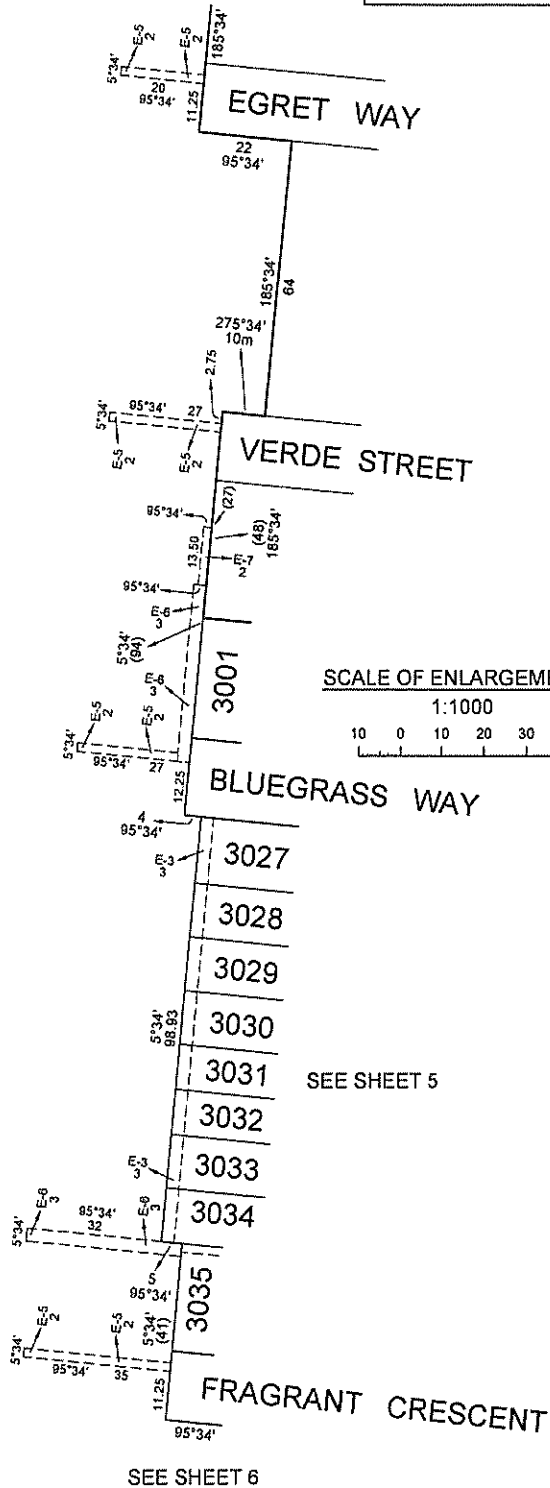 E-5
2
E-5
2
185°34'
5°34'
20
95°34'
11.25
EGRET WAY
22
95°34'
185°34'
64
275°34'
10m
2.75
95°34'
27
5°34'
E-5
2
E-5
2
VERDE STREET
95°34'
(27)
(48)
185°34'
13.50
E-7
2
95°34'
E-6
3
5°34'
(94)
3001
E-6
3
SCALE OF ENLARGEME
1:1000
10 0 10 20 30
E-5
2
E-5
2
5°34'
95°34'
27
12.25
BLUEGRASS WAY
4
95°34'
E-3
3
3027
3028
3029
5°34'
98.93
3030
3031
SEE SHEET 5
3032
E-3
3
3033
3034
E-6
3
95°34'
32
E-6
3
5°34'
5
95°34'
3035
5°34'
(41)
E-5
2
E-5
2
5°34'
95°34'
35
11.25
FRAGRANT CRESCENT
95°34'
SEE SHEET 6